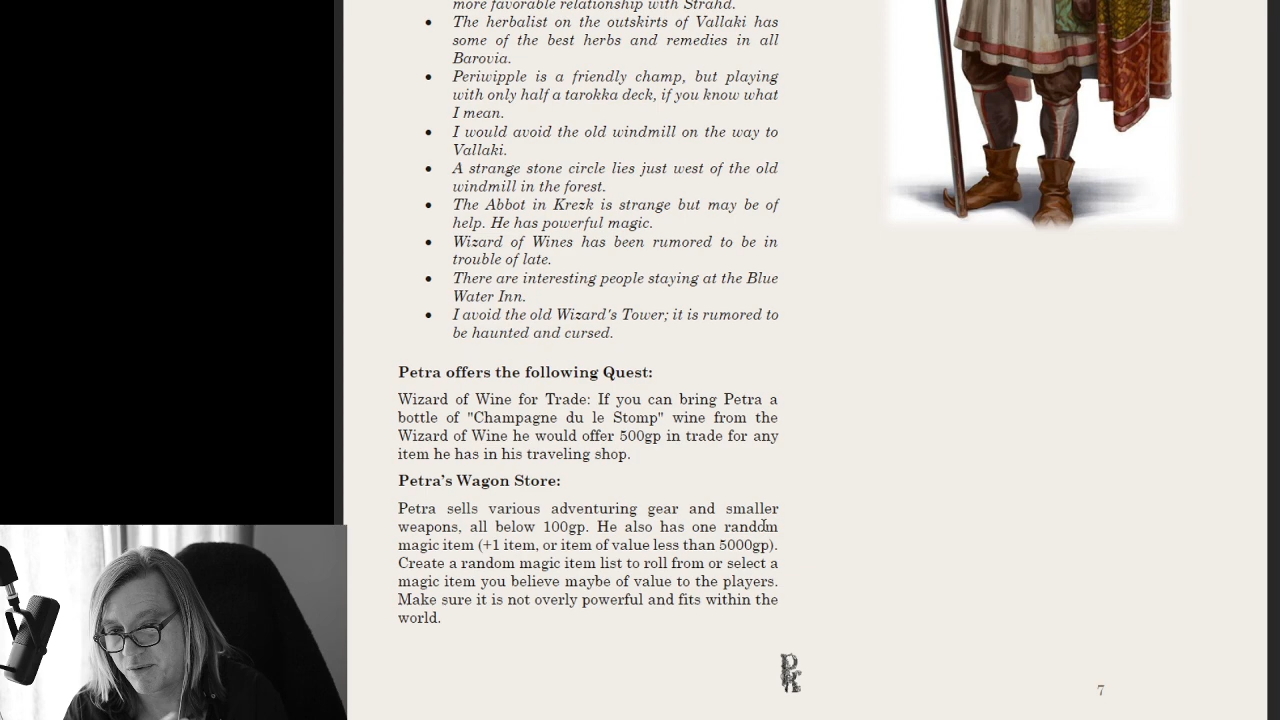 more favorable relationship with Strahd.
• The herbalist on the outskirts of Vallaki has
some of the best herbs and remedies in all
Barovia.
• Periwipple is a friendly champ, but playing
with only half a tarokka deck, if you know what
I mean.
• I would avoid the old windmill on the way to
Vallaki.
• A strange stone circle lies just west of the old
windmill in the forest.
• The Abbot in Krezk is strange but may be of
help. He has powerful magic.
• Wizard of Wines has been rumored to be in
trouble of late.
• There are interesting people staying at the Blue
Water Inn.
• I avoid the old Wizard's Tower; it is rumored to
be haunted and cursed.
Petra offers the following Quest:
Wizard of Wine for Trade: If you can bring Petra a
bottle of "Champagne du le Stomp" wine from the
Wizard of Wine he would offer 500gp in trade for any
item he has in his traveling shop.
Petra's Wagon Store:
Petra sells various adventuring gear and smaller
weapons, all below 100gp. He also has one random
magic item (+1 item, or item of value less than 5000gp).
Create a random magic item list to roll from or select a
magic item you believe maybe of value to the players.
Make sure it is not overly powerful and fits within the
world.
7